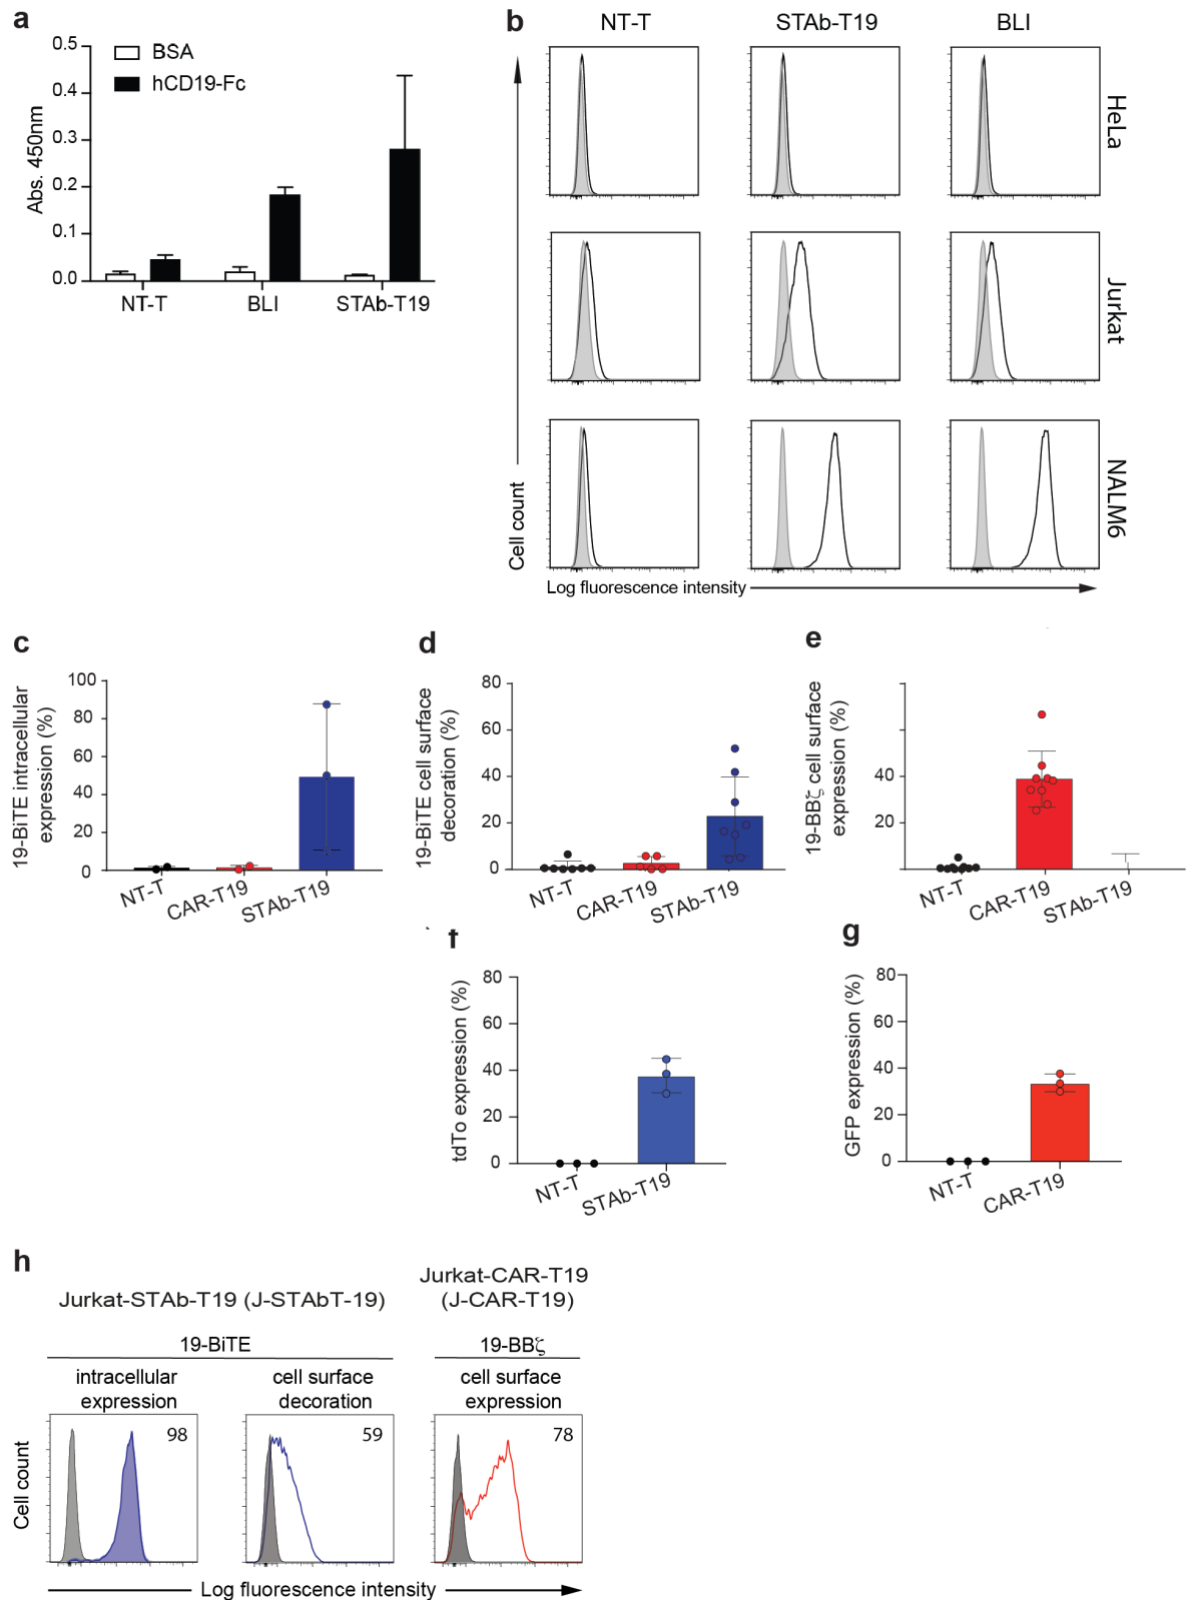 a
0.5
0.4
0.3
0.2
0.1
0.0
Abs. 450nm
BSA
hCD19-Fc
NT-T
BLI
STAb-T19
b
NT-T
STAb-T19
BLI
HeLa
Jurkat
NALM6
Cell count
Log fluorescence intensity
c
19-BiTE intracellular
expression (%)
100
80
60
40
20
0
NT-T
CAR-T19
STAb-T19
d
19-BiTE cell surface
decoration (%)
80
60
40
20
0
NT-T
CAR-T19
STAb-T19
e
19-BBζ cell surface
expression (%)
40
20
NT-T
CAR-T19
STAb-T19
f
tdTo expression (%)
80
60
40
20
0
NT-T
STAb-T19
g
GFP expression (%)
80
60
40
20
0
NT-T
CAR-T19
h
Jurkat-STAb-T19 (J-STAbT-19)
Jurkat-CAR-T19
(J-CAR-T19)
19-BiTE
19-BBζ
intracellular
expression
cell surface
decoration
cell surface
expression
98
59
78
Cell count
Log fluorescence intensity